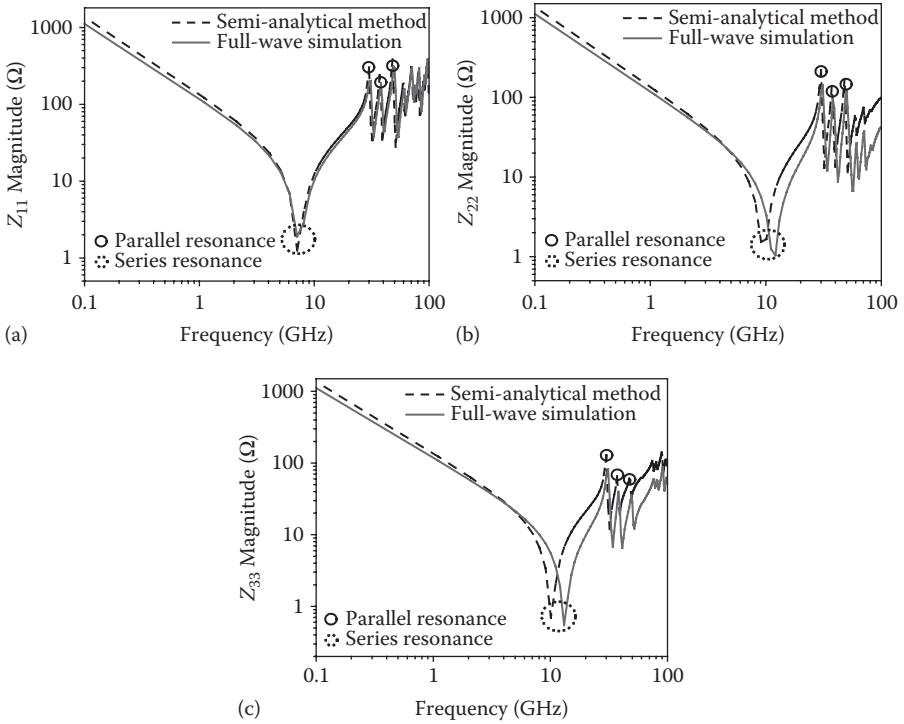 Semi-analytical method
Full-wave simulation
1000
100
10
1
Z11 Magnitude (Ω)
Parallel resonance
Series resonance
0.1 1 10 100
Frequency (GHz)
(a)
Semi-analytical method
Full-wave simulation
1000
100
10
1
Z22 Magnitude (Ω)
Parallel resonance
Series resonance
0.1 1 10 100
Frequency (GHz)
(b)
Semi-analytical method
Full-wave simulation
1000
100
10
1
Z33 Magnitude (Ω)
Parallel resonance
Series resonance
0.1 1 10 100
Frequency (GHz)
(c)